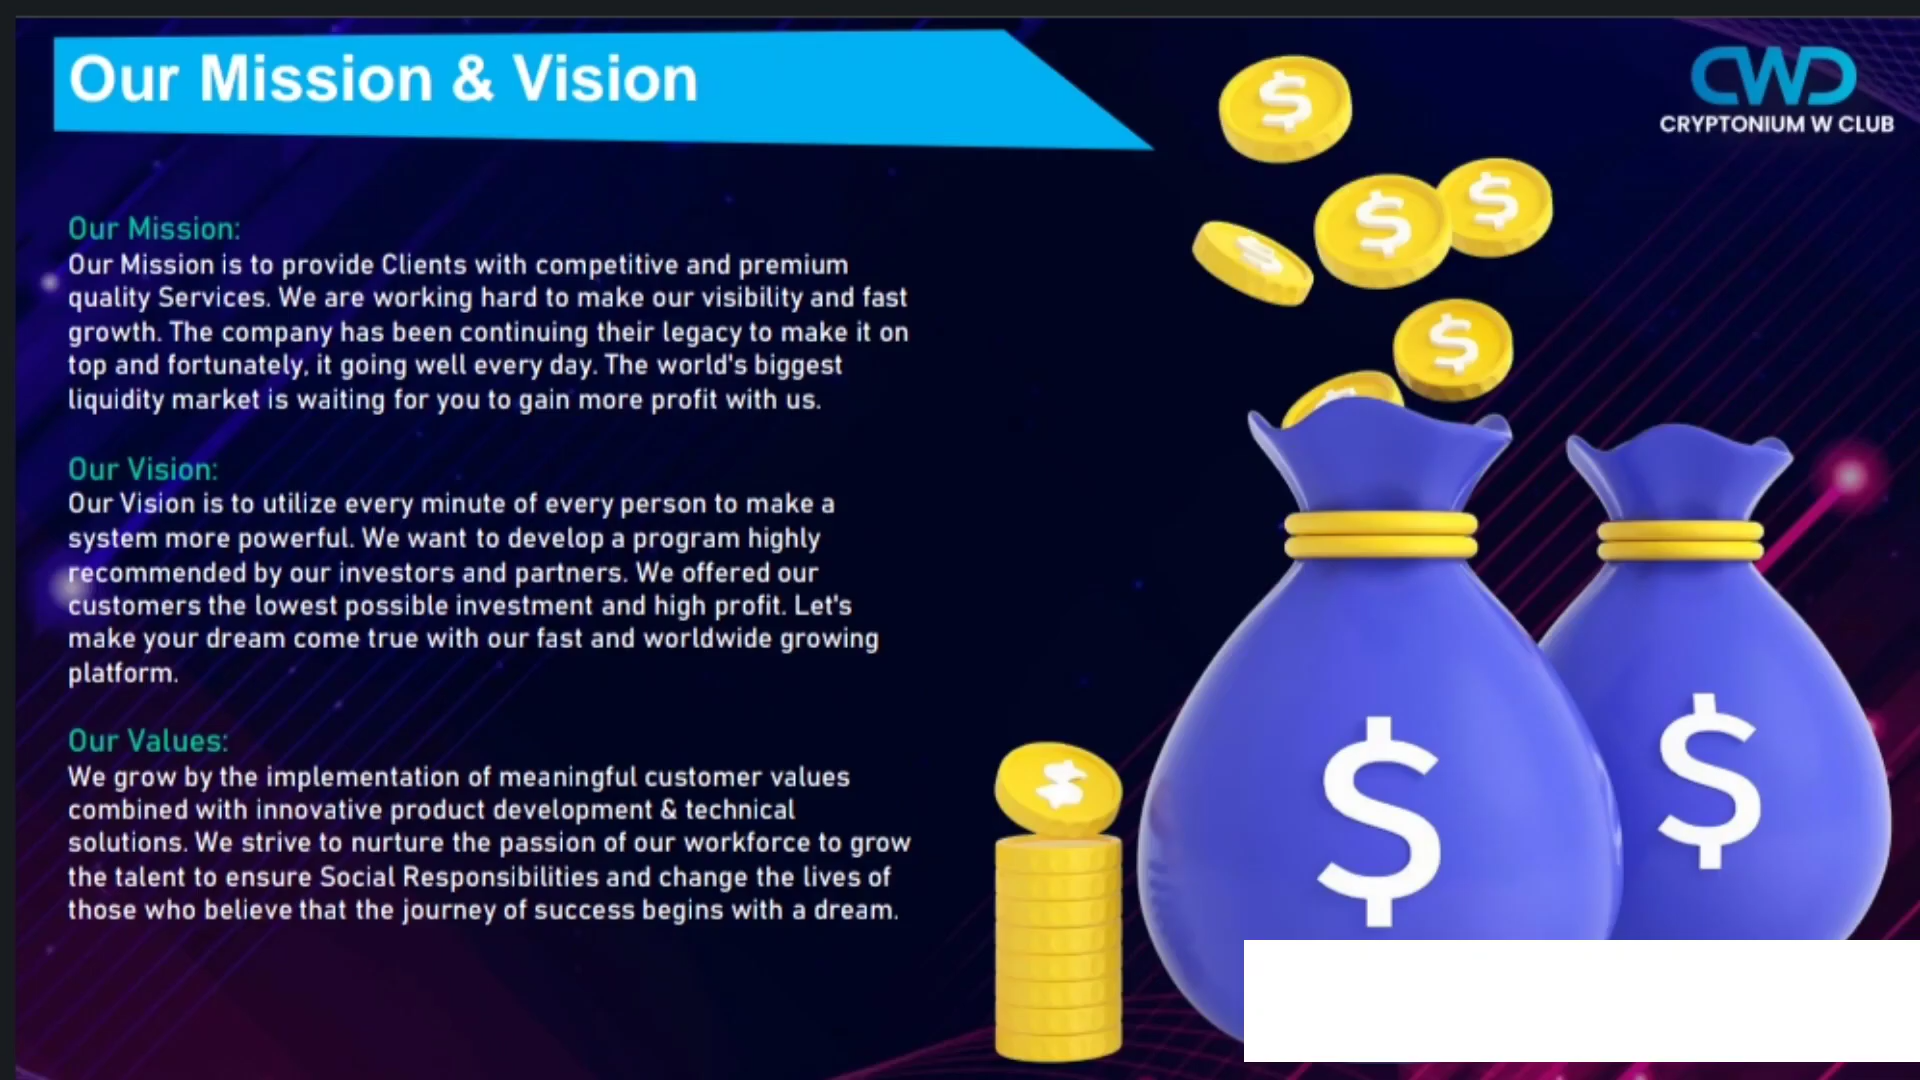 Our Mission & Vision
CWD
CRYPTONIUM W CLUB
Our Mission:
Our Mission is to provide Clients with competitive and premium
quality Services. We are working hard to make our visibility and fast
growth. The company has been continuing their legacy to make it on
top and fortunately, it going well every day. The world's biggest
liquidity market is waiting for you to gain more profit with us.
Our Vision:
Our Vision is to utilize every minute of every person to make a
system more powerful. We want to develop a program highly
recommended by our investors and partners. We offered our
customers the lowest possible investment and high profit. Let's
make your dream come true with our fast and worldwide growing
platform.
Our Values:
We grow by the implementation of meaningful customer values
combined with innovative product development & technical
solutions. We strive to nurture the passion of our workforce to grow
the talent to ensure Social Responsibilities and change the lives of
those who believe that the journey of success begins with a dream.
$
$
$
$
$
$
$